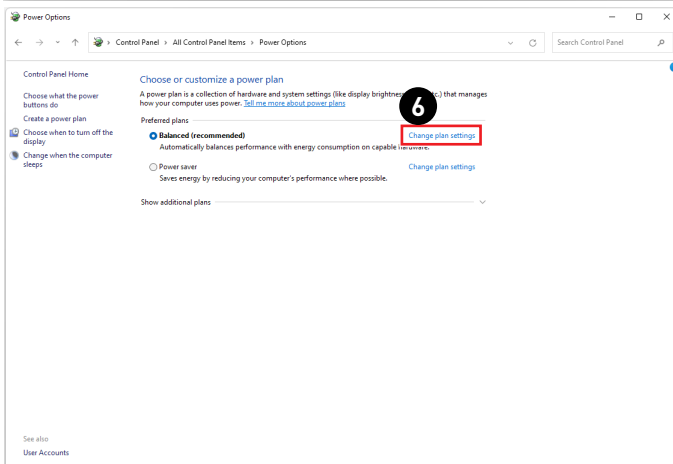 Power Options
Control Panel > All Control Panel Items > Power Options
Search Control Panel
Control Panel Home
Choose what the power
buttons do
Create a power plan
Choose when to turn off the
display
Change when the computer
sleeps
Choose or customize a power plan
A power plan is a collection of hardware and system settings (like display brightness tc.) that manages
how your computer uses power. Tell me more about power plans
6
Preferred plans
Balanced (recommended)
Change plan settings
Automatically balances performance with energy consumption on capable hardware.
Power saver
Change plan settings
Saves energy by reducing your computer's performance where possible.
Show additional plans
See also
User Accounts